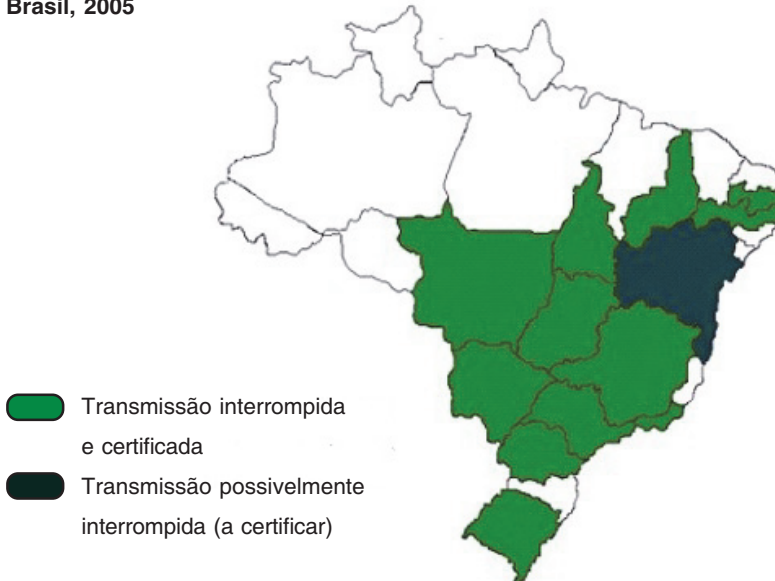 Brasil, 2005
Transmissão interrompida
e certificada
Transmissão possivelmente
interrompida (a certificar)